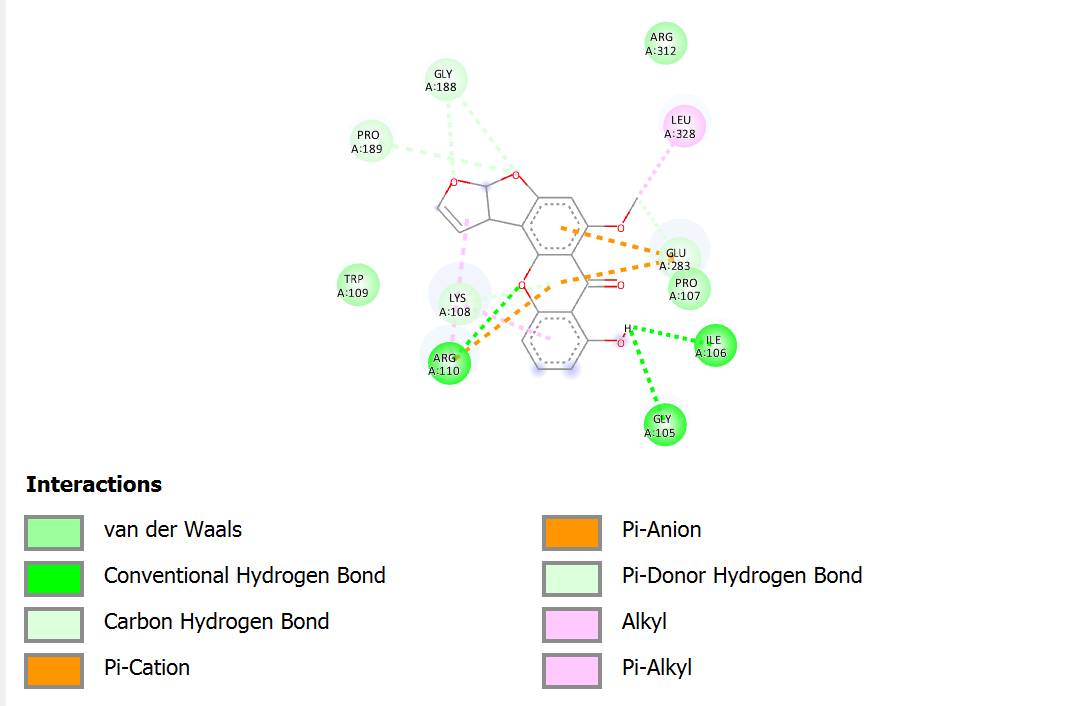 ARG
A:312
GLY
A:188
LEU
A:328
PRO
A:189
O
O
O
GLU
A:283
TRP
A:109
PRO
A:107
O
O
LYS
A:108
H
O
ILE
A:106
ARG
A:110
GLY
A:105
Interactions
van der Waals
Conventional Hydrogen Bond
Carbon Hydrogen Bond
Pi-Cation
Pi-Anion
Pi-Donor Hydrogen Bond
Alkyl
Pi-Alkyl